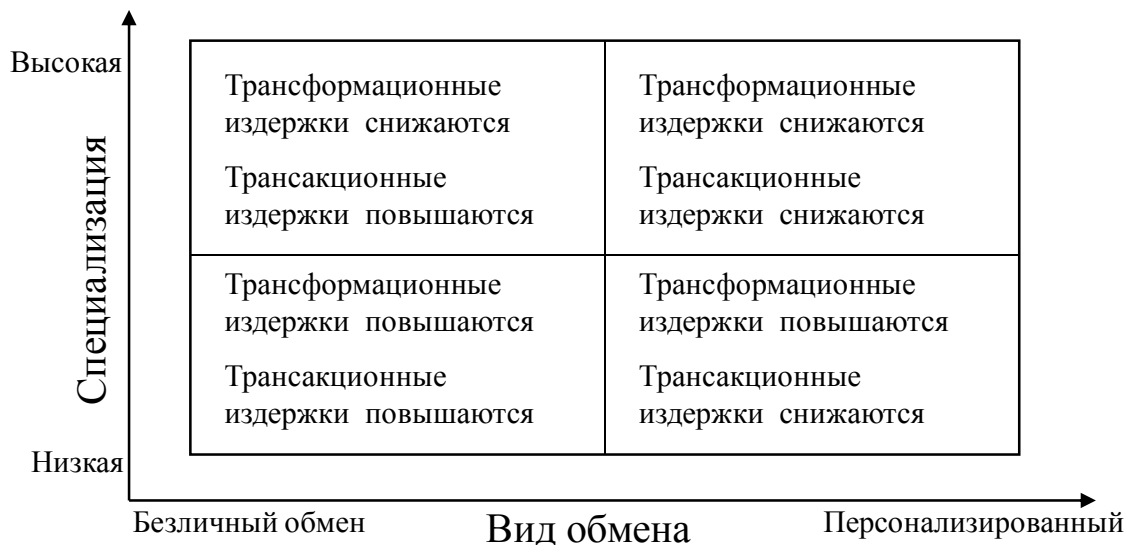 Высокая
Специализация
Низкая
Трансформационные
издержки снижаются
Трансакционные
издержки повышаются
Трансформационные
издержки снижаются
Трансакционные
издержки снижаются
Трансформационные
издержки повышаются
Трансакционные
издержки повышаются
Трансформационные
издержки повышаются
Трансакционные
издержки снижаются
Безличный обмен
Вид обмена
Персонализированный